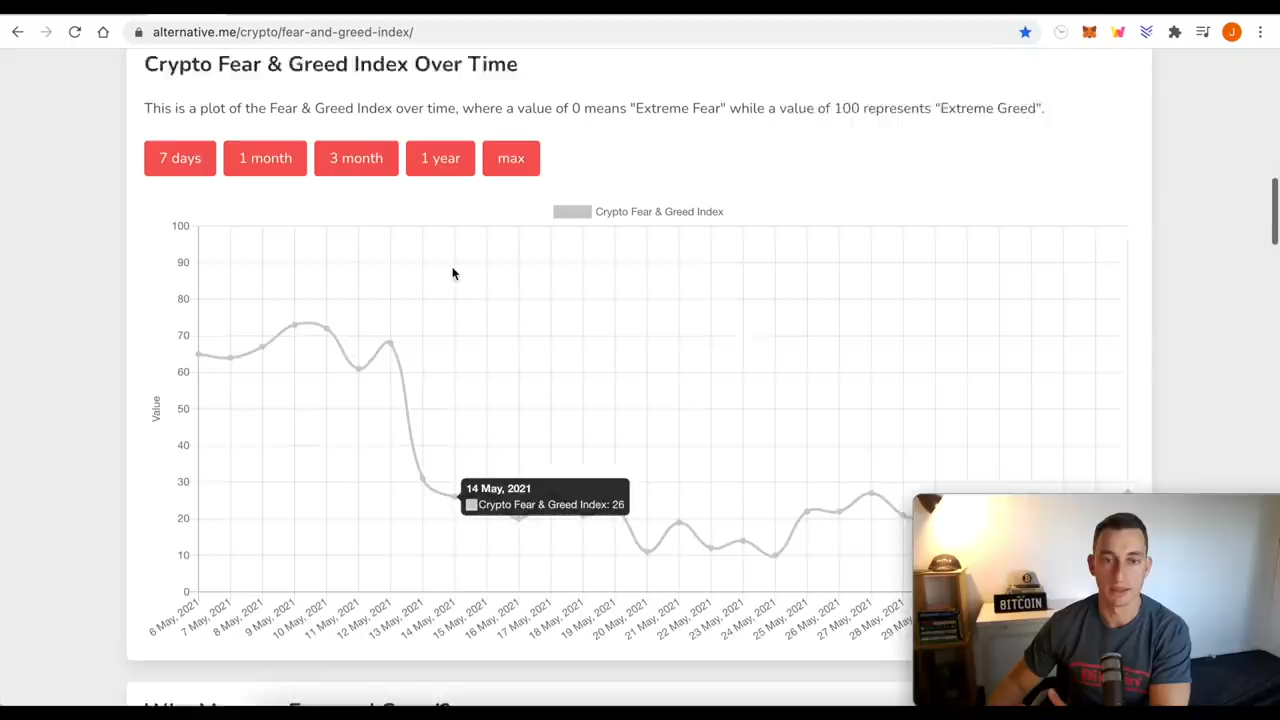 alternative.me/crypto/fear-and-greed-index/
J
Crypto Fear & Greed Index Over Time
This is a plot of the Fear & Greed Index over time, where a value of 0 means "Extreme Fear" while a value of 100 represents "Extreme Greed".
7 days 1 month 3 month 1 year max
Crypto Fear & Greed Index
100
90
80
70
60
50
40
30
20
10
0
Value
14 May, 2021
Crypto Fear & Greed Index: 26
6 May, 2021
7 May, 2021
8 May, 2021
9 May, 2021
10 May, 2021
11 May, 2021
12 May, 2021
13 May, 2021
14 May, 2021
15 May, 2021
16 May, 2021
17 May, 2021
18 May, 2021
19 May, 2021
20 May, 2021
21 May, 2021
22 May, 2021
23 May, 2021
24 May, 2021
25 May, 2021
26 May, 2021
27 May, 2021
28 May, 2021
BITCOIN